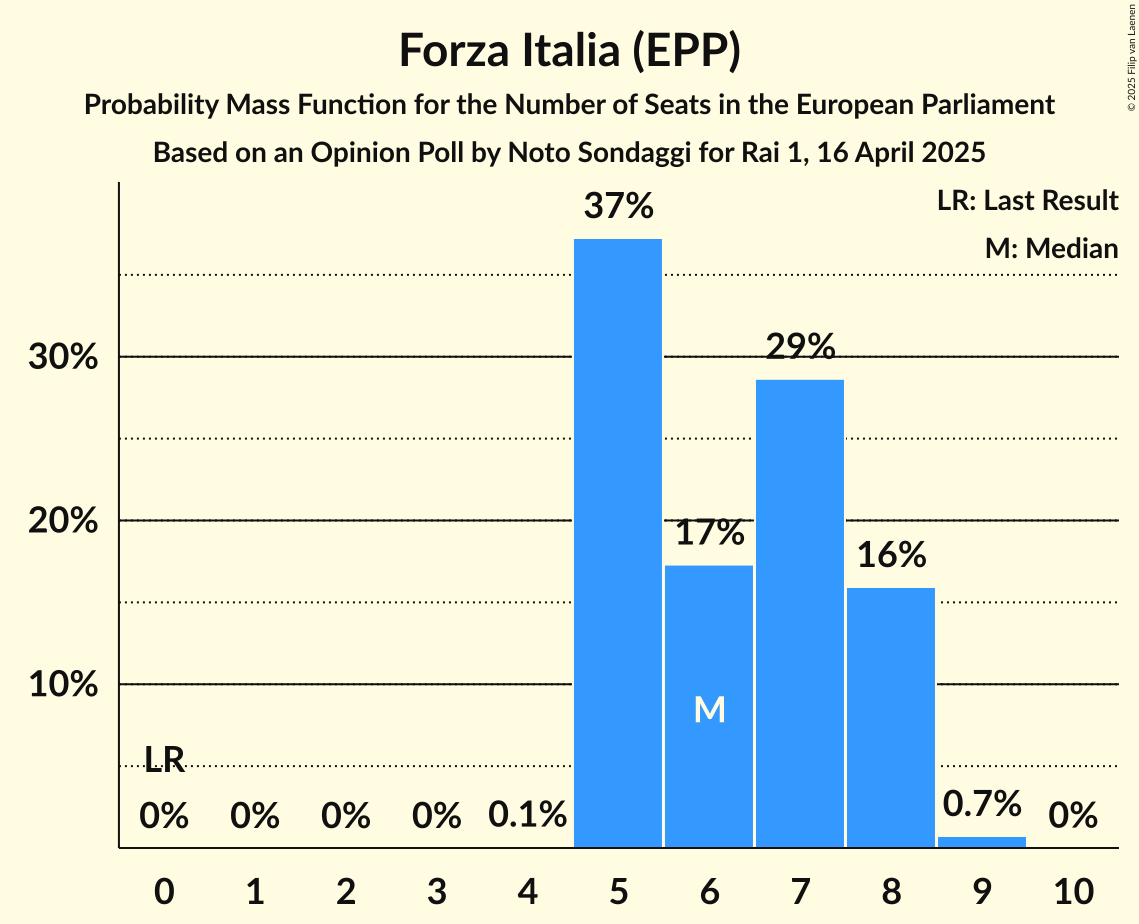 Forza Italia (EPP)
Probability Mass Function for the Number of Seats in the European Parliament
Based on an Opinion Poll by Noto Sondaggi for Rai 1, 16 April 2025
© 2025 Filip van Laenen
LR: Last Result
M: Median
37%
30%
29%
20%
17%
16%
10%
M
LR
0% 0% 0% 0% 0.1% 0.7% 0%
0 1 2 3 4 5 6 7 8 9 10